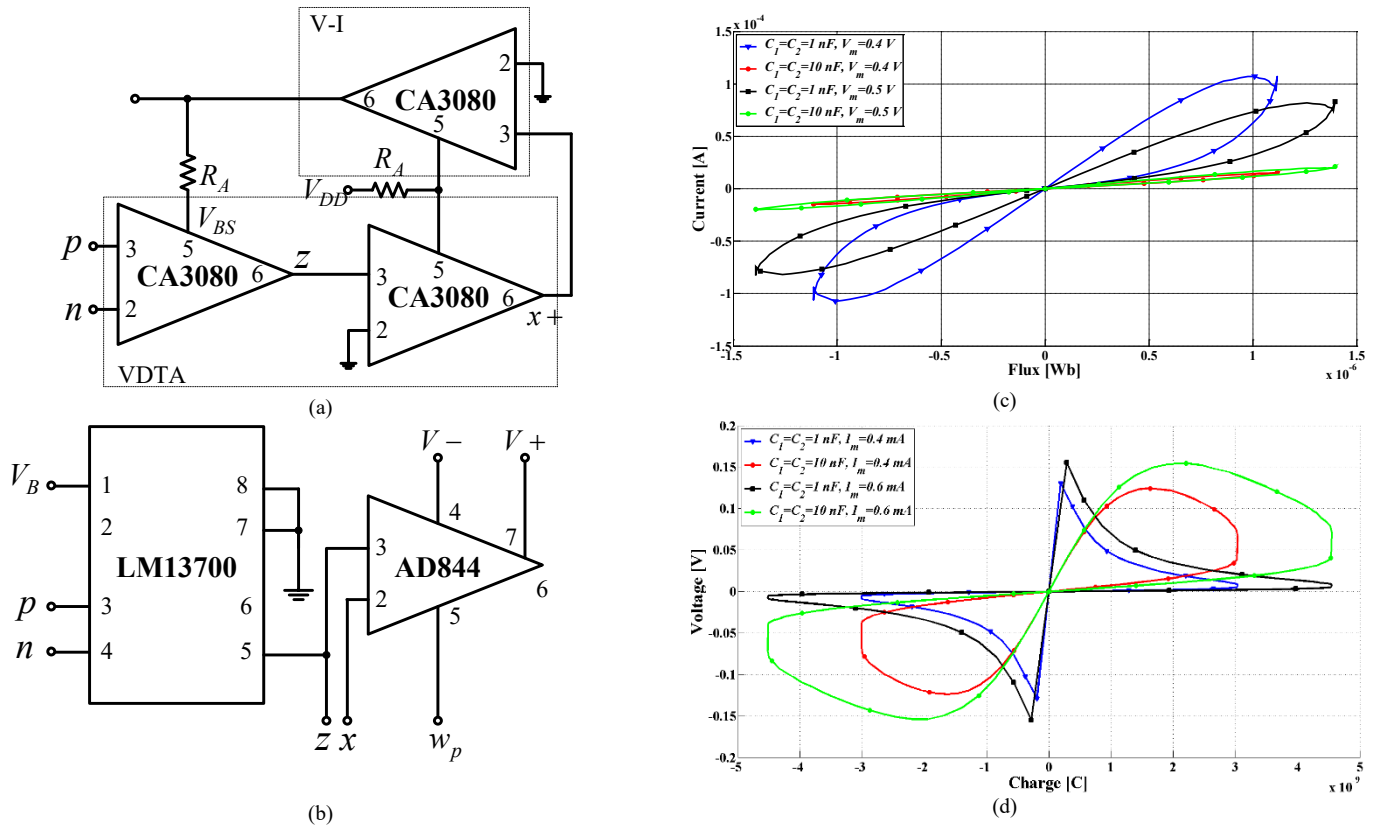 V-I
2
6
CA3080
5
3
R_A
R_A
V_DD
V_BS
p
3
5
z
5
CA3080
6
3
CA3080
6
n
2
2
x+
VDTA
(a)
V−
V+
V_B
1
8
4
2
7
7
LM13700
3
AD844
6
p
3
6
2
n
4
5
5
z
x
w_p
(b)
x 10^-4
1.5
1
0.5
0
-0.5
-1
-1.5
C_1=C_2=1 nF, V_m=0.4 V
C_1=C_2=10 nF, V_m=0.4 V
C_1=C_2=1 nF, V_m=0.5 V
C_1=C_2=10 nF, V_m=0.5 V
Current [A]
-1.5 -1 -0.5 0 0.5 1 1.5
Flux [Wb]
x 10^-6
(c)
0.2
0.15
0.1
0.05
0
-0.05
-0.1
-0.15
-0.2
C_1=C_2=1 nF, I_m=0.4 mA
C_1=C_2=10 nF, I_m=0.4 mA
C_1=C_2=1 nF, I_m=0.6 mA
C_1=C_2=10 nF, I_m=0.6 mA
Voltage [V]
-5 -4 -3 -2 -1 0 1 2 3 4 5
Charge [C]
x 10^9
(d)